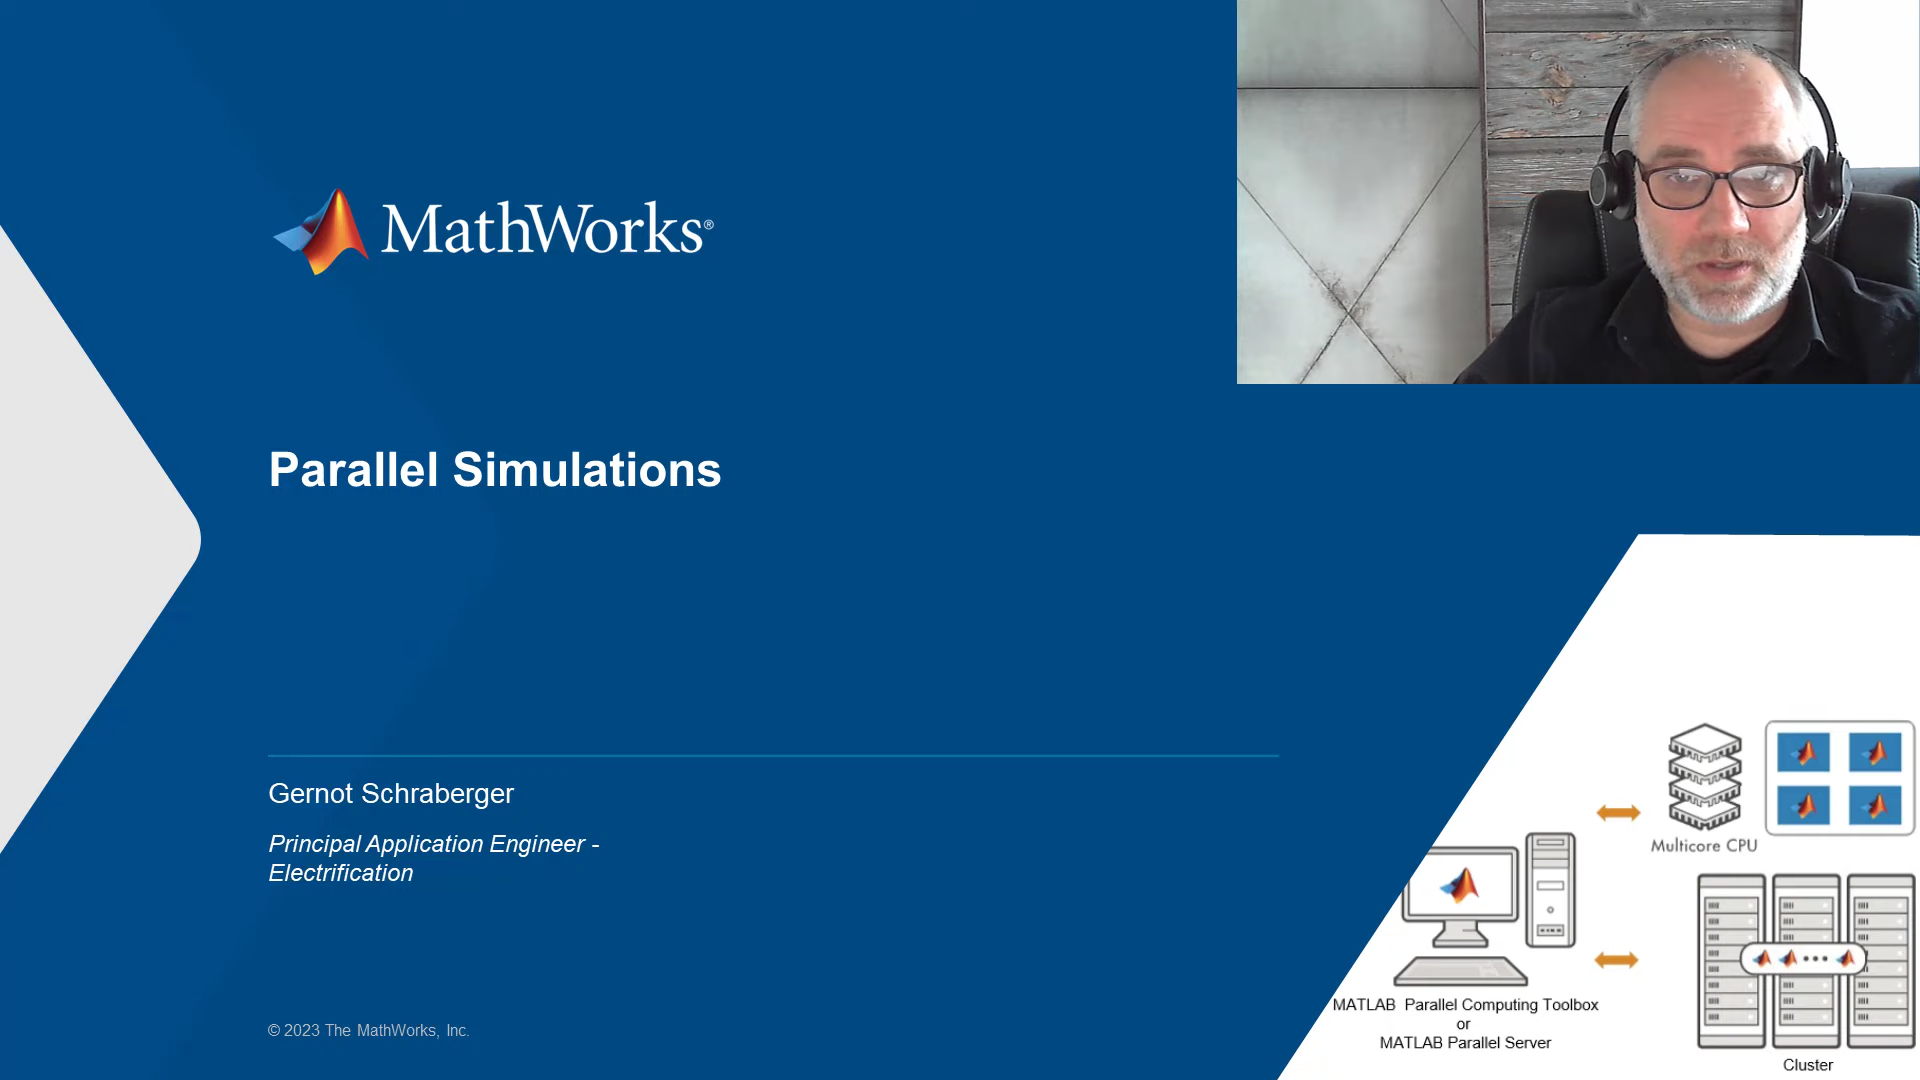 MathWorks®
Parallel Simulations
Gernot Schraberger
Principal Application Engineer -
Electrification
© 2023 The MathWorks, Inc.
Multicore CPU
MATLAB Parallel Computing Toolbox
or
MATLAB Parallel Server
Cluster